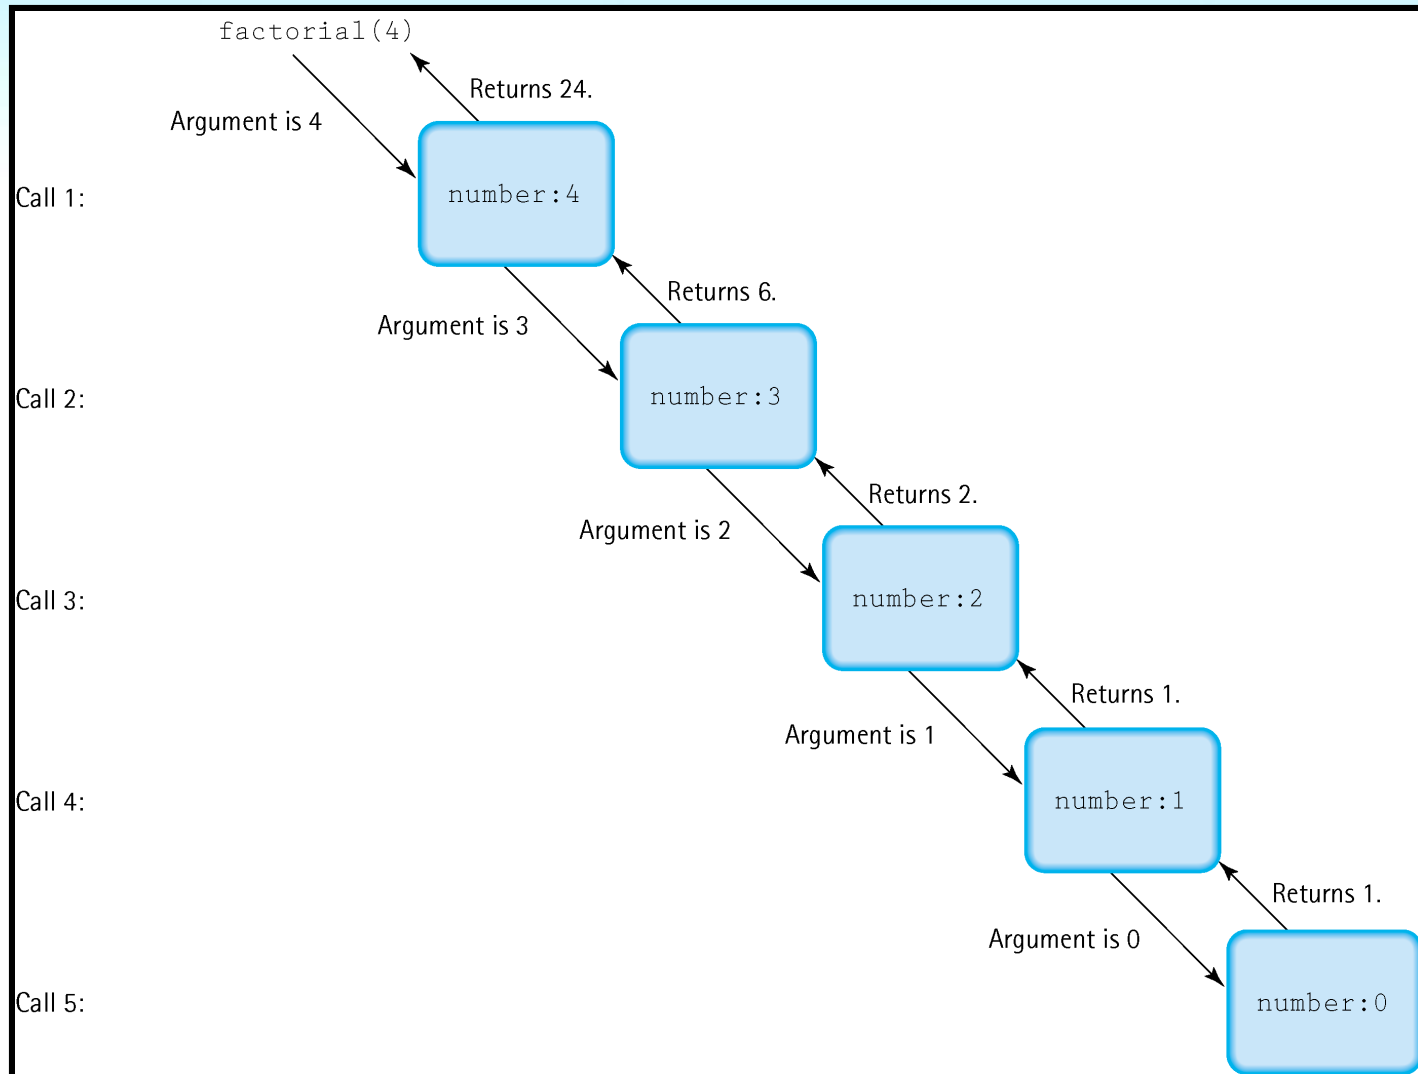 factorial(4)
Returns 24.
Argument is 4
Call 1:
number:4
Returns 6.
Argument is 3
Call 2:
number:3
Returns 2.
Argument is 2
Call 3:
number:2
Returns 1.
Argument is 1
Call 4:
number:1
Returns 1.
Argument is 0
Call 5:
number:0